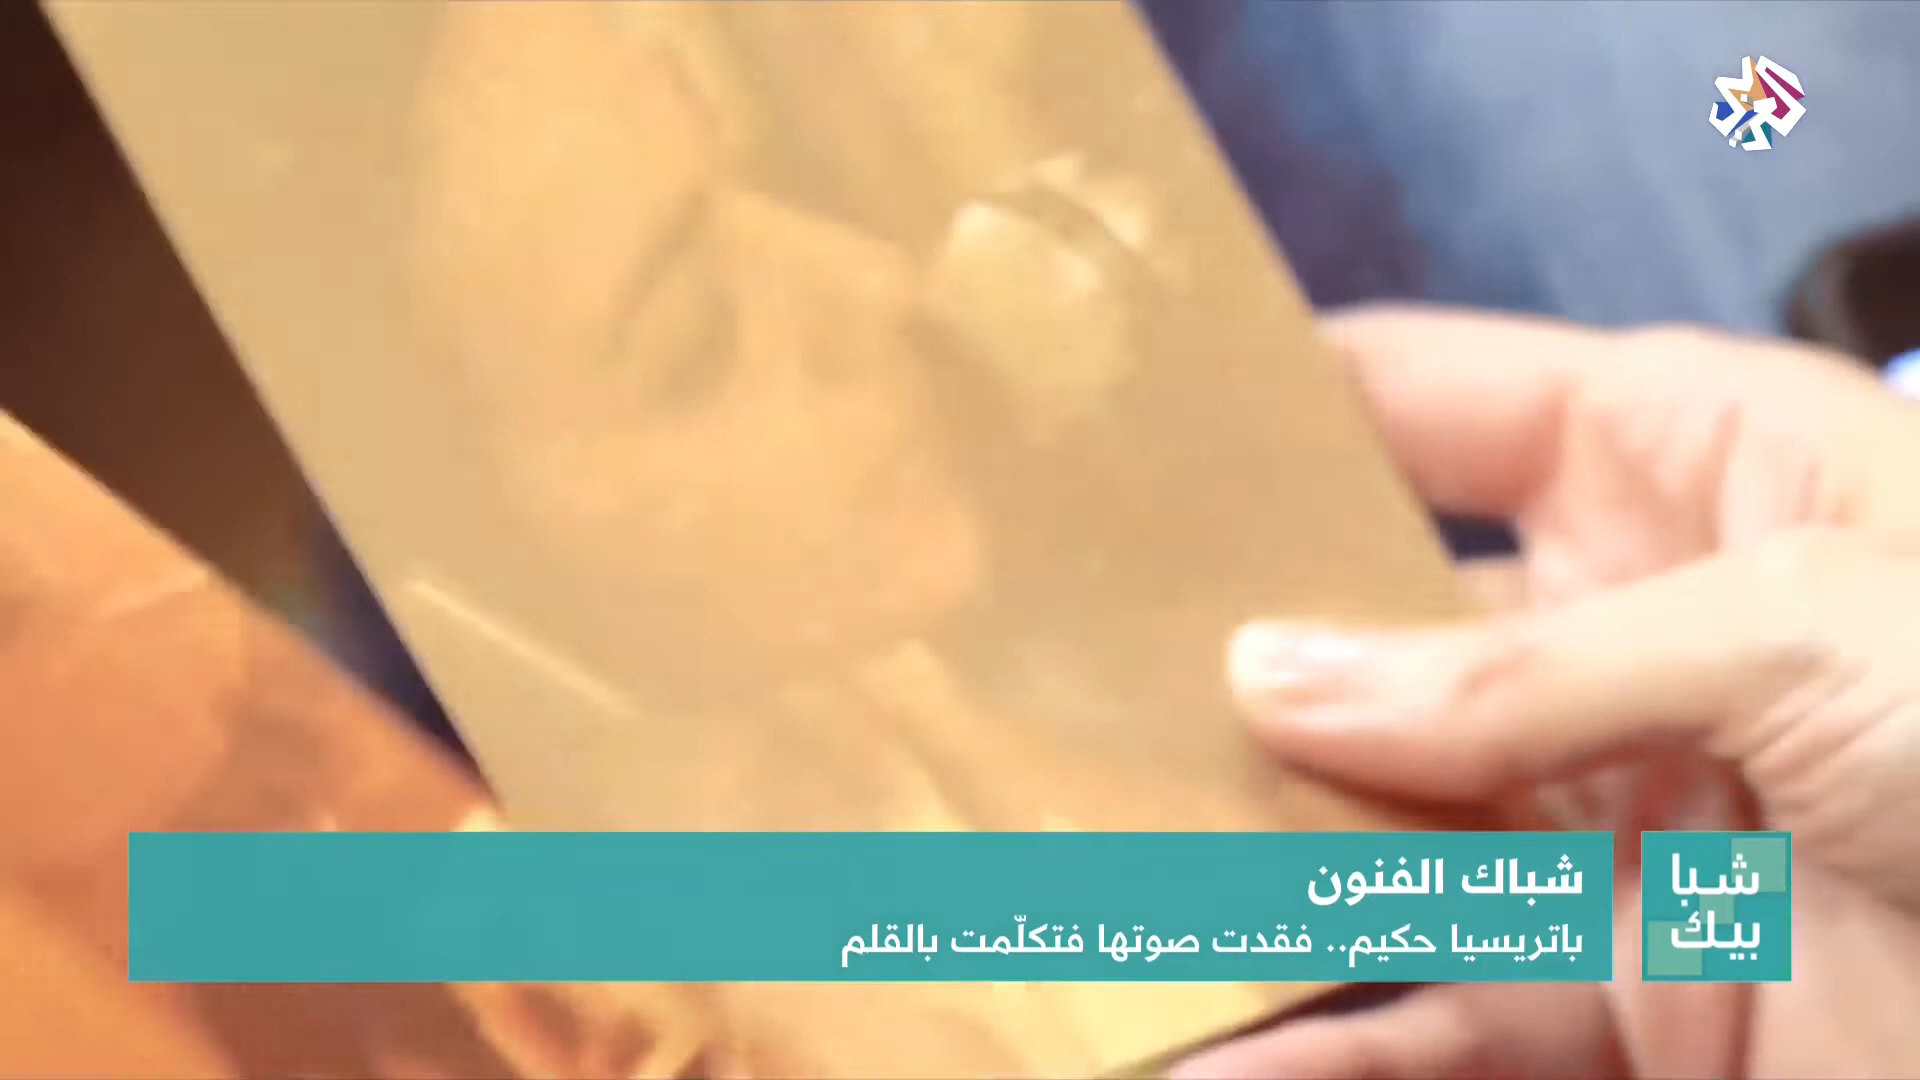 شباك الفنون
باتريسيا حكيم.. فقدت صوتها فتكلّمت بالقلم
شبا
بيك